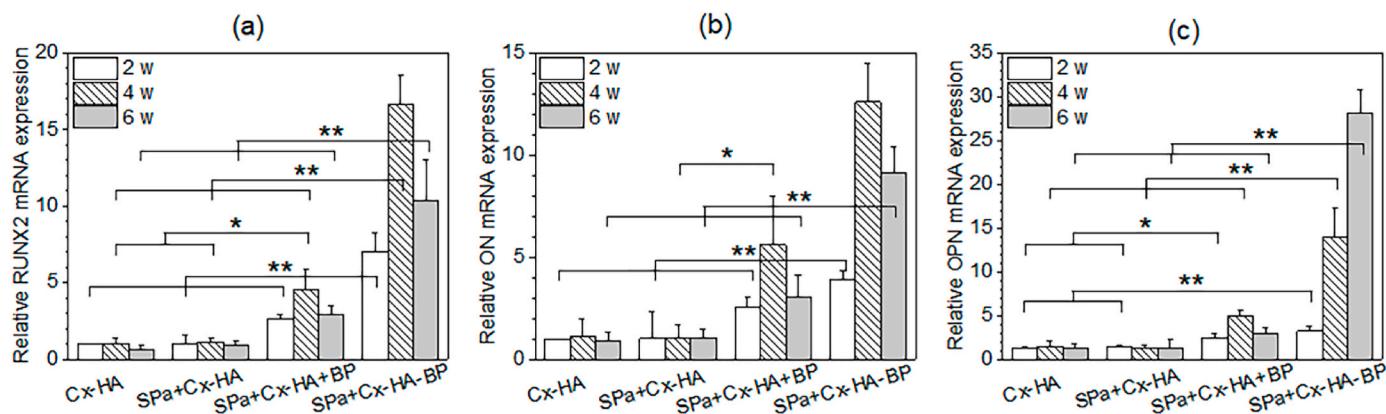 (a)
Relative RUNX2 mRNA expression
20
15
10
5
0
2 w
4 w
6 w
**
**
*
**
Cx-HA
SPa+Cx-HA
SPa+Cx-HA+BP
SPa+Cx-HA-BP
(b)
Relative ON mRNA expression
15
10
5
0
2 w
4 w
6 w
*
**
**
Cx-HA
SPa+Cx-HA
SPa+Cx-HA+BP
SPa+Cx-HA-BP
(c)
Relative OPN mRNA expression
35
30
25
20
15
10
5
0
2 w
4 w
6 w
**
**
*
**
Cx-HA
SPa+Cx-HA
SPa+Cx-HA+BP
SPa+Cx-HA-BP